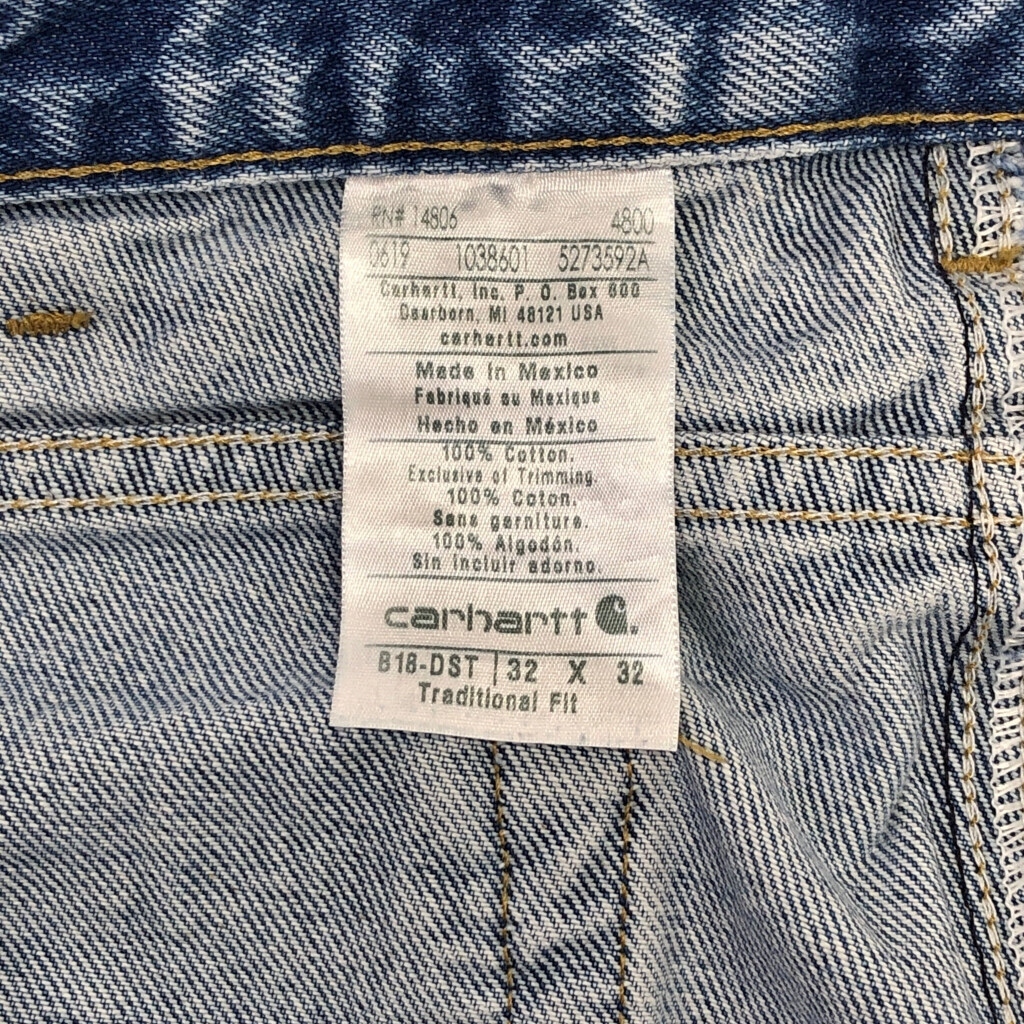 RN# 14806 4800
0619 1038601 5273592A
Carhartt, Inc. P. O. Box 600
Dearborn, MI 48121 USA
carhartt.com
Made in Mexico
Fabriqué au Mexique
Hecho en México
100% Cotton.
Exclusive of Trimming.
100% Coton.
Sans garniture.
100% Algodón.
Sin incluir adorno.
carhartt
B18-DST | 32 X 32
Traditional Fit